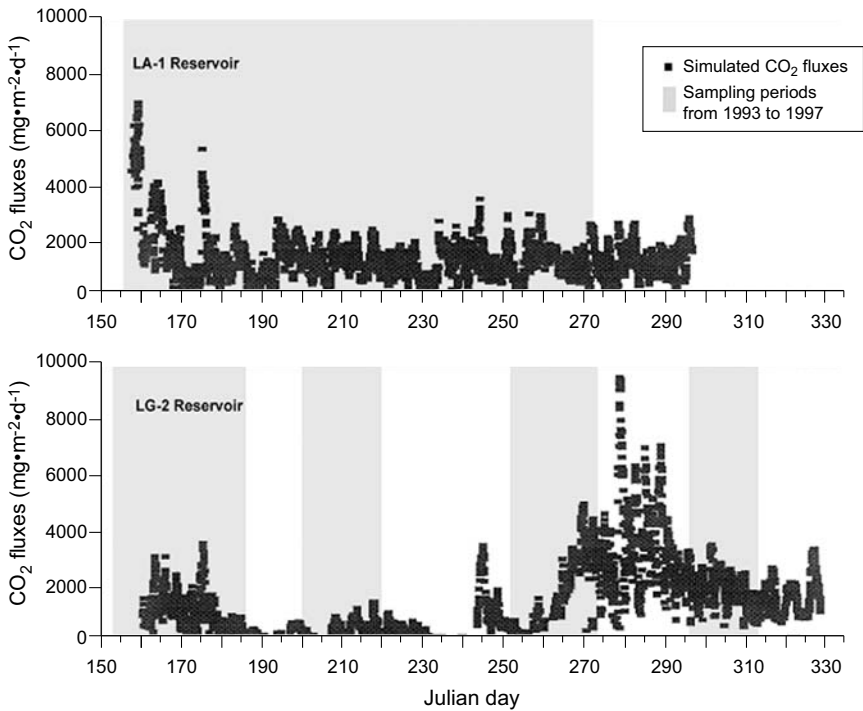 10000
8000
6000
4000
2000
0
CO₂ fluxes (mg•m⁻²•d⁻¹)
LA-1 Reservoir
Simulated CO₂ fluxes
Sampling periods
from 1993 to 1997
150 170 190 210 230 250 270 290 310 330
10000
8000
6000
4000
2000
0
CO₂ fluxes (mg•m⁻²•d⁻¹)
LG-2 Reservoir
150 170 190 210 230 250 270 290 310 330
Julian day